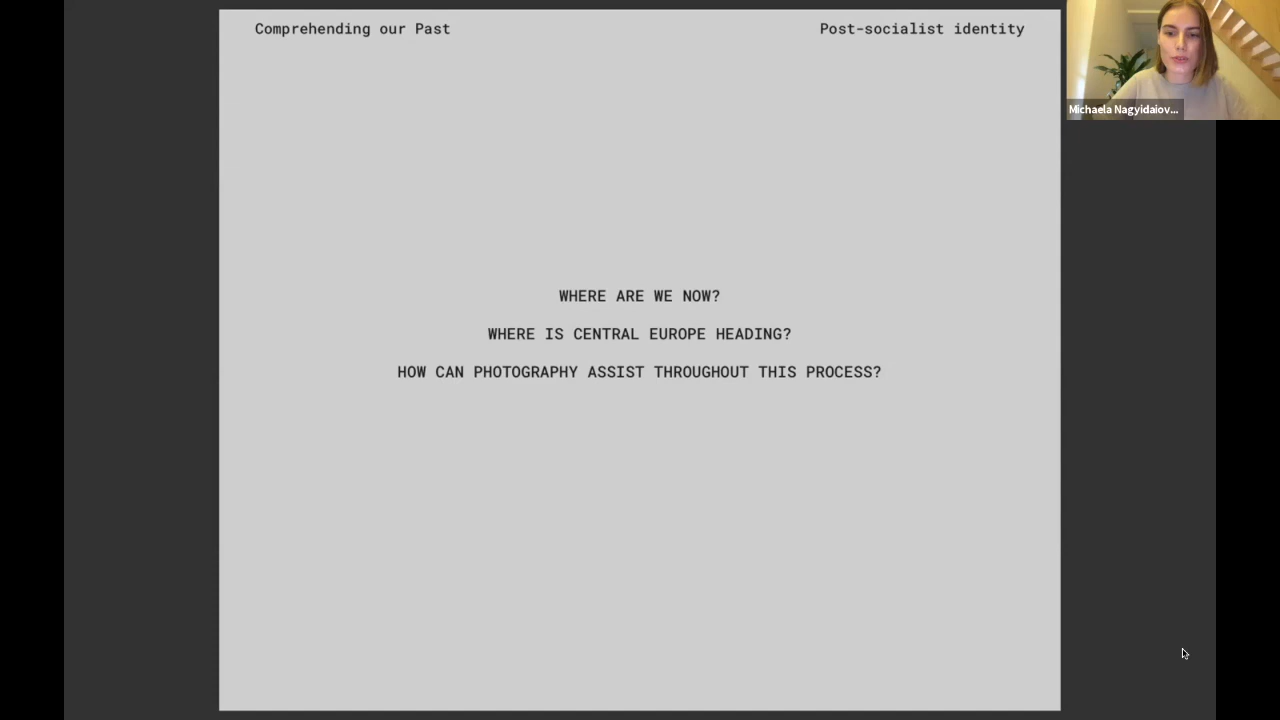 Comprehending our Past
Post-socialist identity
Michaela Nagyidaiov...
WHERE ARE WE NOW?
WHERE IS CENTRAL EUROPE HEADING?
HOW CAN PHOTOGRAPHY ASSIST THROUGHOUT THIS PROCESS?